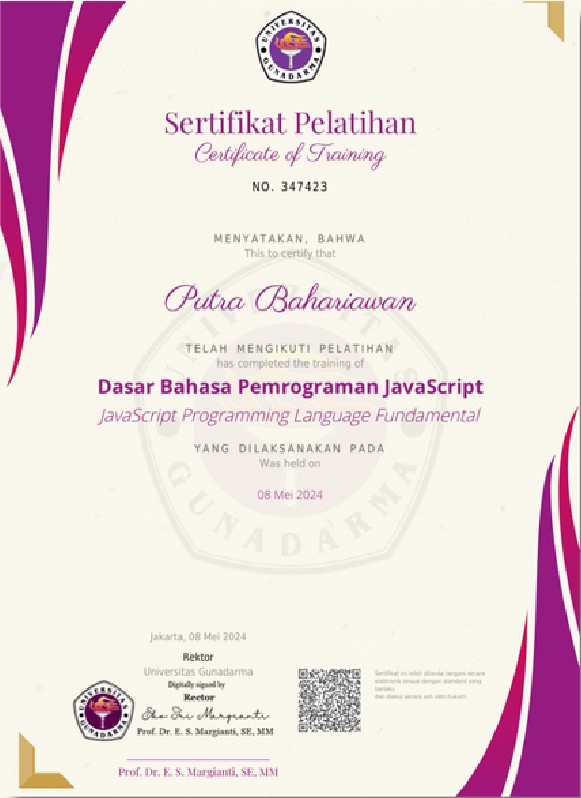 UNIVERSITAS
GUNADARMA
Sertifikat Pelatihan
Certificate of Training
NO. 347423
MENYATAKAN, BAHWA
This to certify that
Putra Bahariawan
TELAH MENGIKUTI PELATIHAN
has completed the training of
Dasar Bahasa Pemrograman JavaScript
JavaScript Programming Language Fundamental
YANG DILAKSANAKAN PADA
Was held on
08 Mei 2024
UNIVERSITAS
GUNADARMA
Jakarta, 08 Mei 2024
Rektor
Universitas Gunadarma
Digitally signed by
Rector
Eko Sri Margianti
Prof. Dr. E. S. Margianti, SE, MM
UNIVERSITAS
GUNADARMA
Sertifikat ini telah ditanda tangani secara
elektronik sesuai dengan standarisi yang
berlaku
dan diakui secara sah oleh hukum.
Prof. Dr. E. S. Margianti, SE, MM